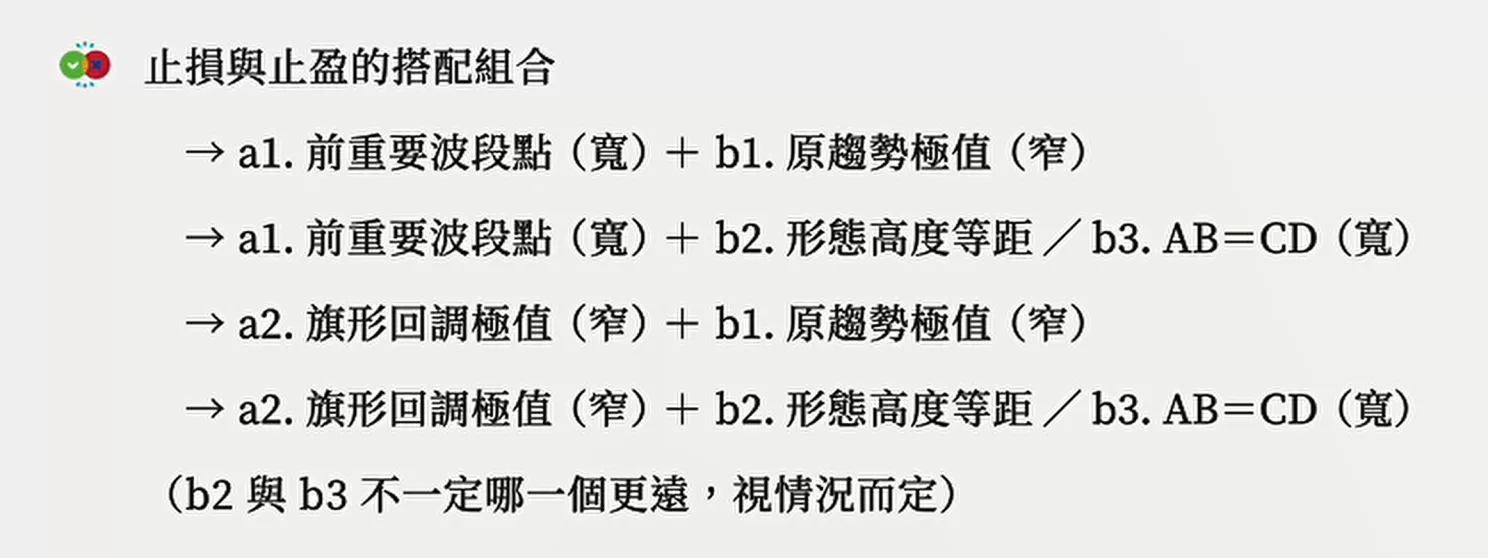 止損與止盈的搭配組合
→ a1. 前重要波段點（寬）＋ b1. 原趨勢極值（窄）
→ a1. 前重要波段點（寬）＋ b2. 形態高度等距 ／ b3. AB＝CD（寬）
→ a2. 旗形回調極值（窄）＋ b1. 原趨勢極值（窄）
→ a2. 旗形回調極值（窄）＋ b2. 形態高度等距 ／ b3. AB＝CD（寬）
（b2 與 b3 不一定哪一個更遠，視情況而定）